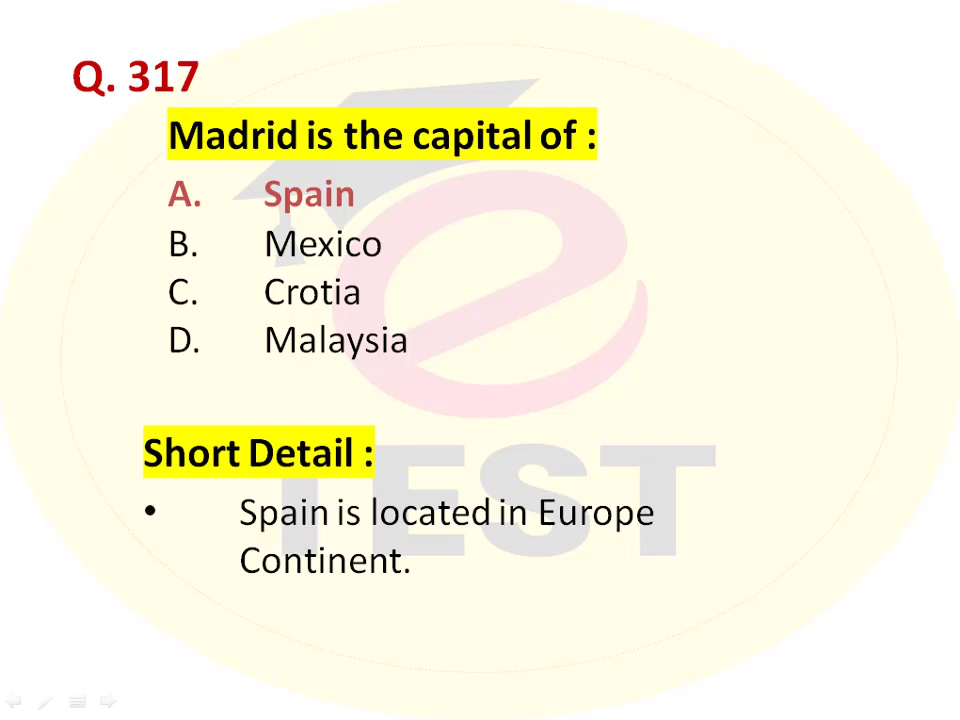 Q. 317
Madrid is the capital of :
A. Spain
B. Mexico
C. Crotia
D. Malaysia
Short Detail :
• Spain is located in Europe
Continent.
e
TEST